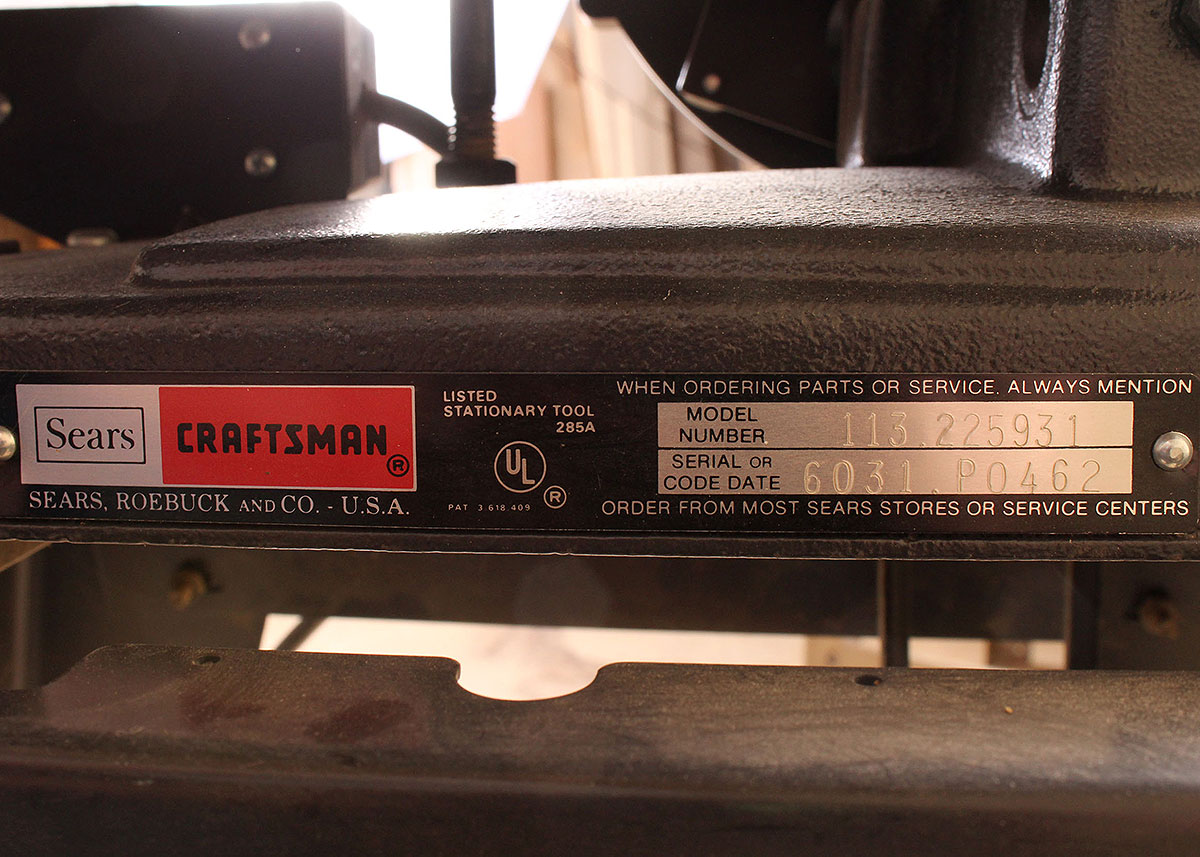 Sears
CRAFTSMAN®
SEARS, ROEBUCK AND CO. - U.S.A.
LISTED
STATIONARY TOOL
285A
UL
®
PAT 3 618 409
WHEN ORDERING PARTS OR SERVICE, ALWAYS MENTION
MODEL NUMBER 113.225931
SERIAL OR CODE DATE 6031.P0462
ORDER FROM MOST SEARS STORES OR SERVICE CENTERS